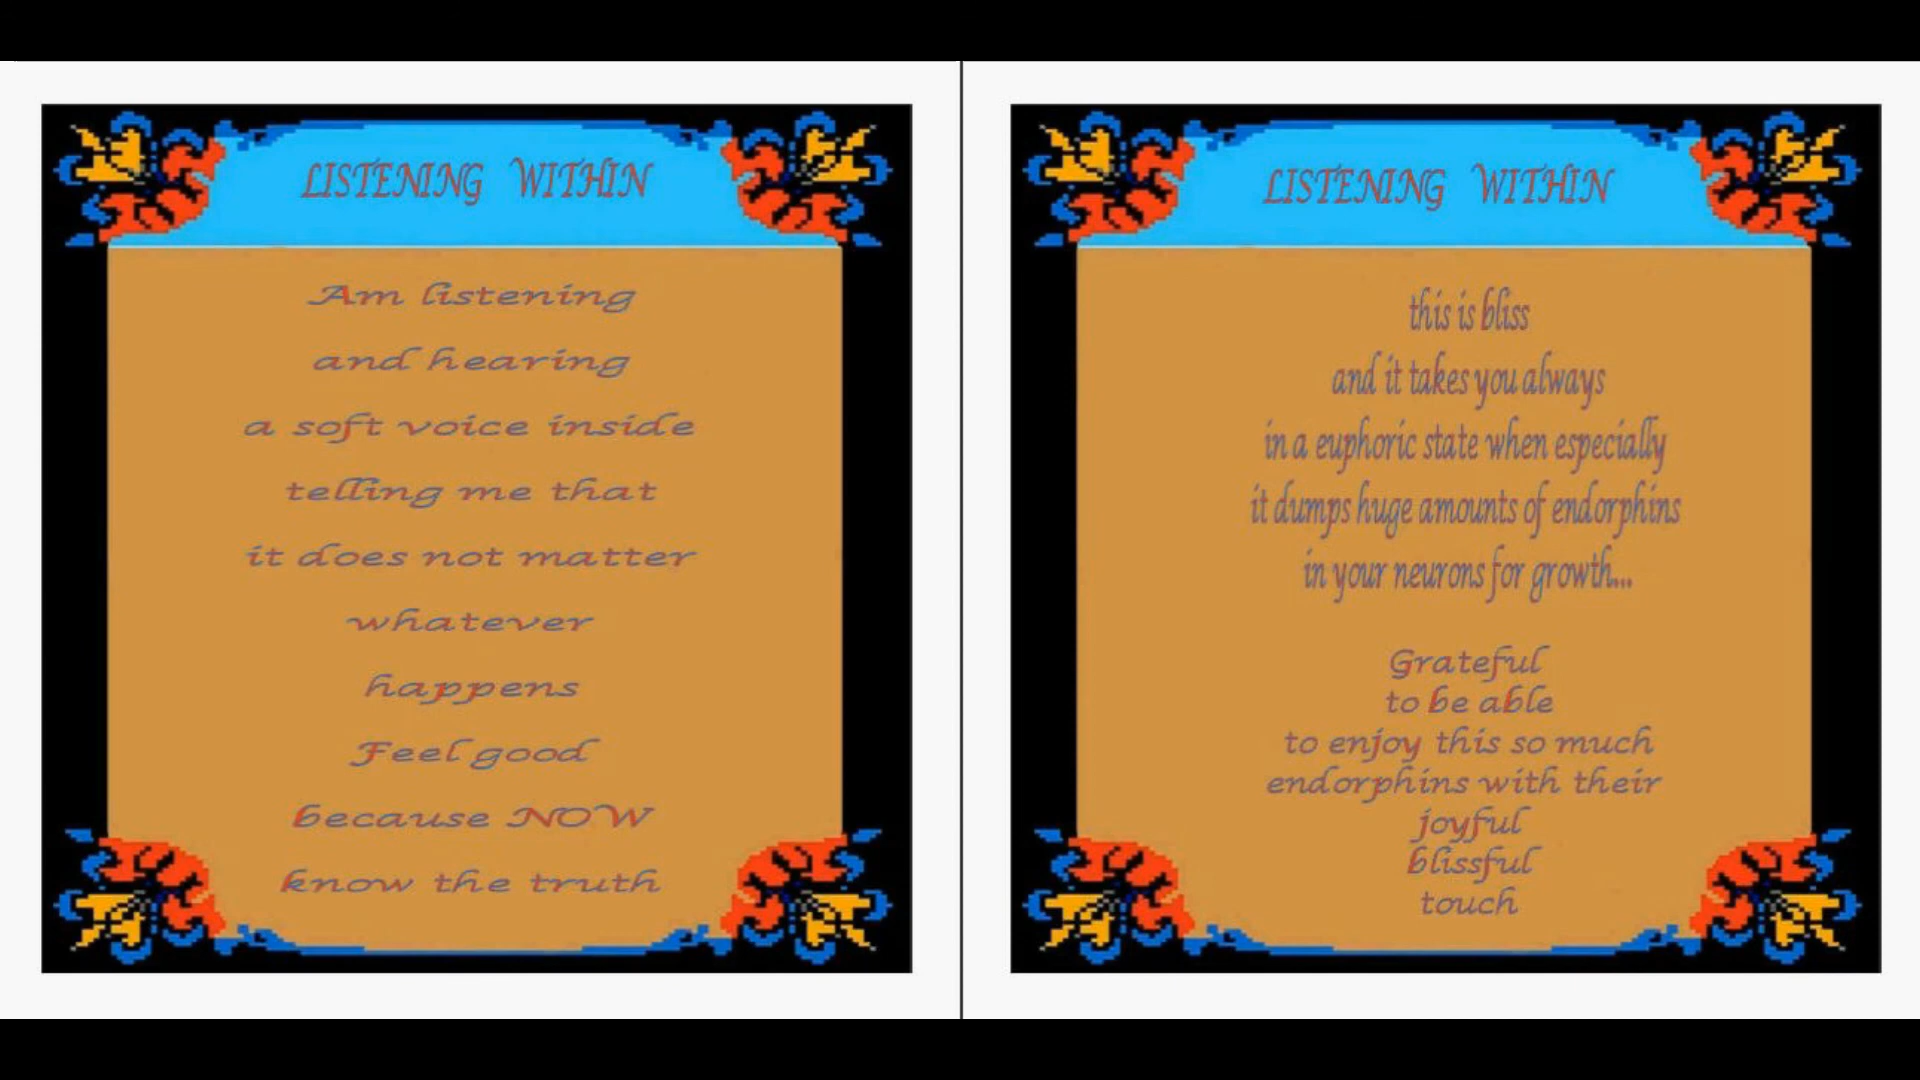 LISTENING WITHIN
Am listening
and hearing
a soft voice inside
telling me that
it does not matter
whatever
happens
Feel good
because NOW
know the truth
LISTENING WITHIN
this is bliss
and it takes you always
in a euphoric state when especially
it dumps huge amounts of endorphins
in your neurons for growth...
Grateful
to be able
to enjoy this so much
endorphins with their
joyful
blissful
touch